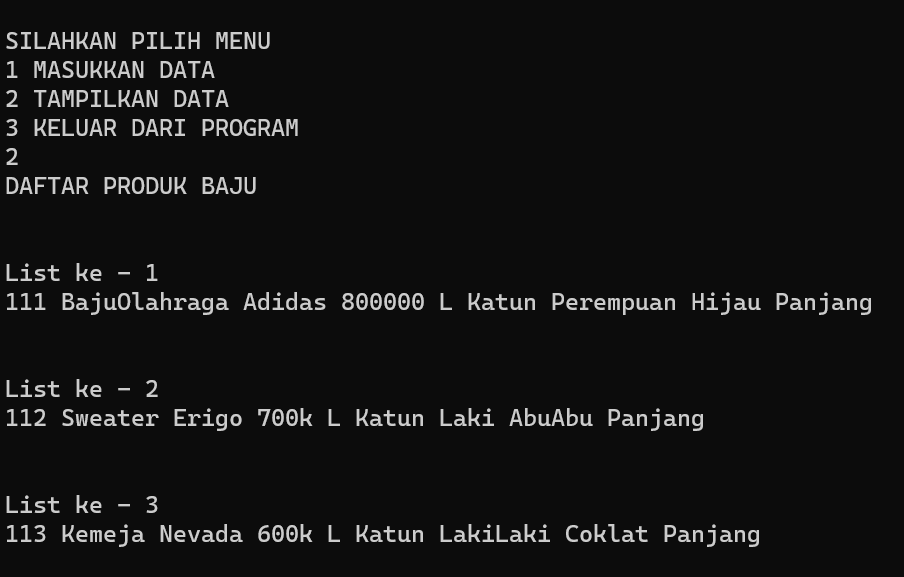 SILAHKAN PILIH MENU
1 MASUKKAN DATA
2 TAMPILKAN DATA
3 KELUAR DARI PROGRAM
2
DAFTAR PRODUK BAJU
List ke - 1
111 BajuOlahraga Adidas 800000 L Katun Perempuan Hijau Panjang
List ke - 2
112 Sweater Erigo 700k L Katun Laki AbuAbu Panjang
List ke - 3
113 Kemeja Nevada 600k L Katun LakiLaki Coklat Panjang